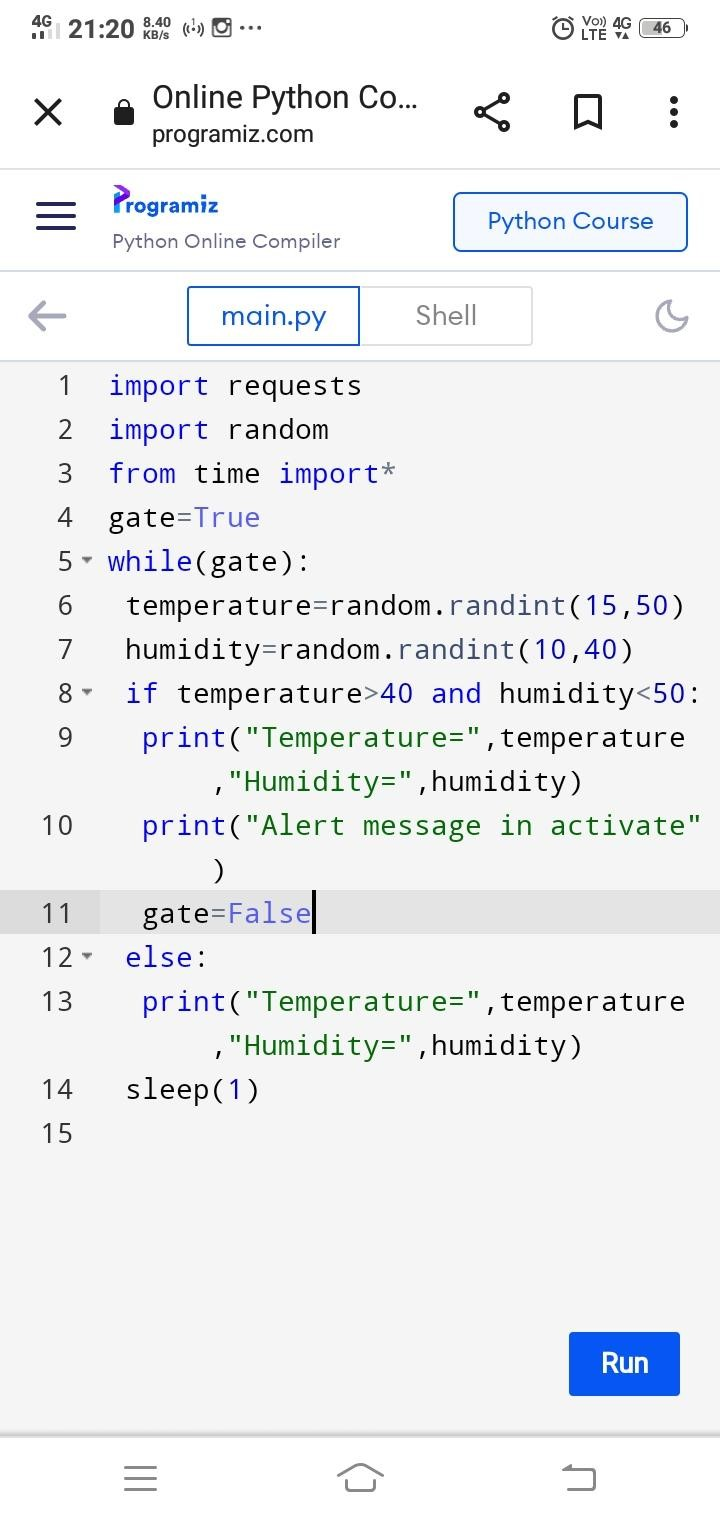 4G 21:20 8.40 KB/s ... Vo)) LTE 4G 46
Online Python Co...
programiz.com
Programiz
Python Online Compiler
Python Course
main.py
Shell
1 import requests
2 import random
3 from time import*
4 gate=True
5 while(gate):
6 temperature=random.randint(15,50)
7 humidity=random.randint(10,40)
8 if temperature>40 and humidity<50:
9 print("Temperature=",temperature
,"Humidity=",humidity)
10 print("Alert message in activate"
)
11 gate=False
12 else:
13 print("Temperature=",temperature
,"Humidity=",humidity)
14 sleep(1)
15
Run